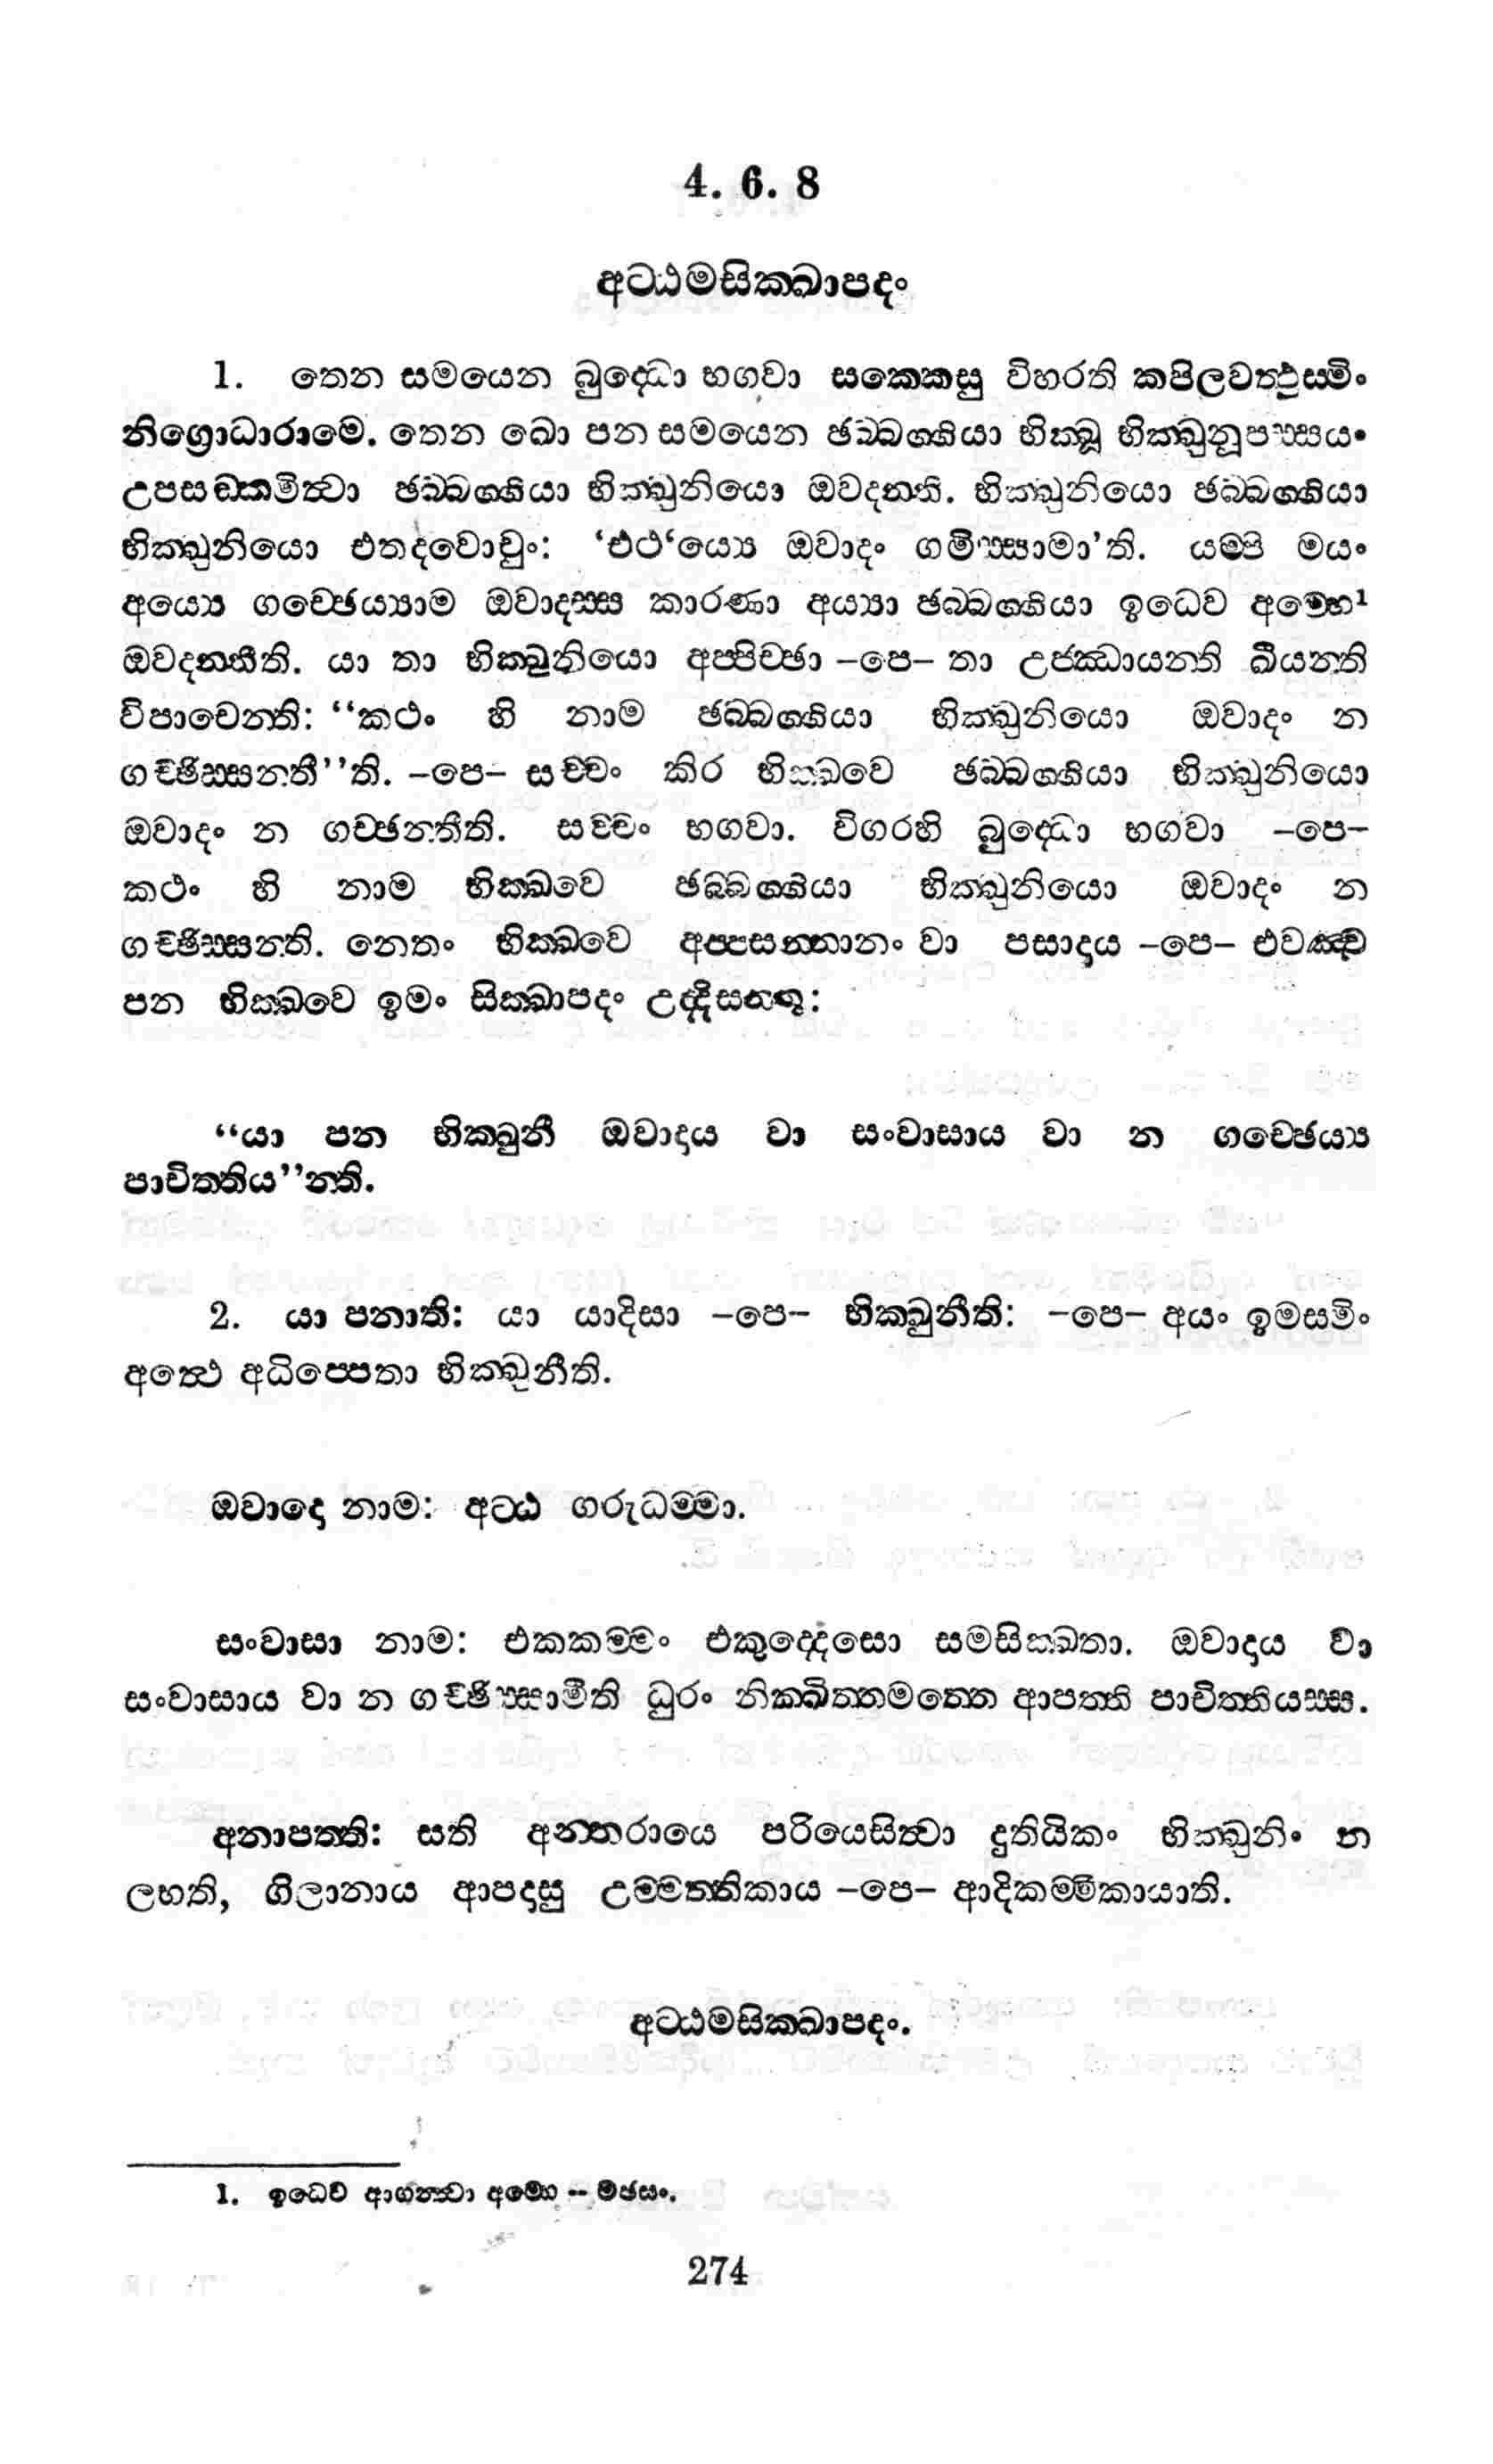 4. 6. 8
අට්ඨමසික්ඛාපදං
1. තෙන සමයෙන බුද්ධො භගවා සක්කෙසු විහරති කපිලවත්ථුස්මිං
නිග්‍රොධාරාමෙ. තෙන ඛො පන සමයෙන ඡබ්බග්ගියා භික්ඛූ භික්ඛුනූපස්සයං
උපසඞ්කමිත්වා ඡබ්බග්ගියා භික්ඛුනියො ඔවදන්ති. භික්ඛුනියො ඡබ්බග්ගියා
භික්ඛුනියො එතදවොචුං: ‘එථ‘ය්‍යෙ ඔවාදං ගමිස්සාමා’ති. යම්පි මයං
අය්‍යෙ ගච්ඡෙය්‍යාම ඔවාදස්ස කාරණා අය්‍යා ඡබ්බග්ගියා ඉධෙව අම්හෙ¹
ඔවදන්තීති. යා තා භික්ඛුනියො අප්පිච්ඡා –පෙ– තා උජ්ඣායන්ති ඛීයන්ති
විපාචෙන්ති: “කථං හි නාම ඡබ්බග්ගියා භික්ඛුනියො ඔවාදං න
ගච්ඡිස්සන්තී”ති. –පෙ– සච්චං කිර භික්ඛවෙ ඡබ්බග්ගියා භික්ඛුනියො
ඔවාදං න ගච්ඡන්තීති. සච්චං භගවා. විගරහි බුද්ධො භගවා –පෙ–
කථං හි නාම භික්ඛවෙ ඡබ්බග්ගියා භික්ඛුනියො ඔවාදං න
ගච්ඡිස්සන්ති. නෙතං භික්ඛවෙ අප්පසන්නානං වා පසාදාය –පෙ– එවඤ්ච
පන භික්ඛවෙ ඉමං සික්ඛාපදං උද්දිසන්තු:
“යා පන භික්ඛුනී ඔවාදාය වා සංවාසාය වා න ගච්ඡෙය්‍ය
පාචිත්තිය”න්ති.
2. යා පනාති: යා යාදිසා –පෙ– භික්ඛුනීති: –පෙ– අයං ඉමස්මිං
අත්ථෙ අධිප්පෙතා භික්ඛුනීති.
ඔවාදො නාම: අට්ඨ ගරුධම්මා.
සංවාසා නාම: එකකම්මං එකුද්දෙසො සමසික්ඛතා. ඔවාදාය වා
සංවාසාය වා න ගච්ඡිස්සාමීති ධුරං නික්ඛිත්තමත්තෙ ආපත්ති පාචිත්තියස්ස.
අනාපත්ති: සති අන්තරායෙ පරියෙසිත්වා දුතියිකං භික්ඛුනිං න
ලභති, ගිලානාය ආපදාසු උම්මත්තිකාය –පෙ– ආදිකම්මිකායාති.
අට්ඨමසික්ඛාපදං.
1. ඉධෙව ආගන්ත්වා අම්හෙ -- මඡසං.
274